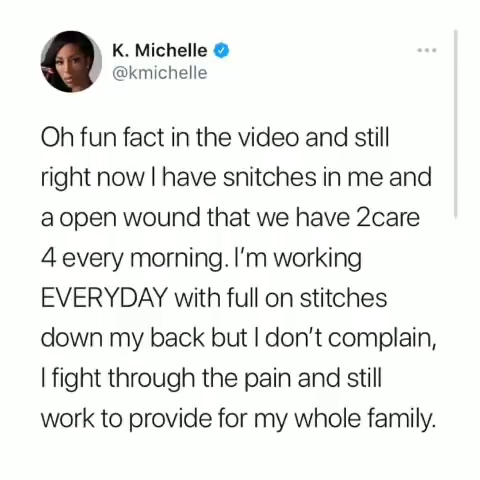 K. Michelle
@kmichelle
Oh fun fact in the video and still
right now I have snitches in me and
a open wound that we have 2care
4 every morning. I'm working
EVERYDAY with full on stitches
down my back but I don't complain,
I fight through the pain and still
work to provide for my whole family.